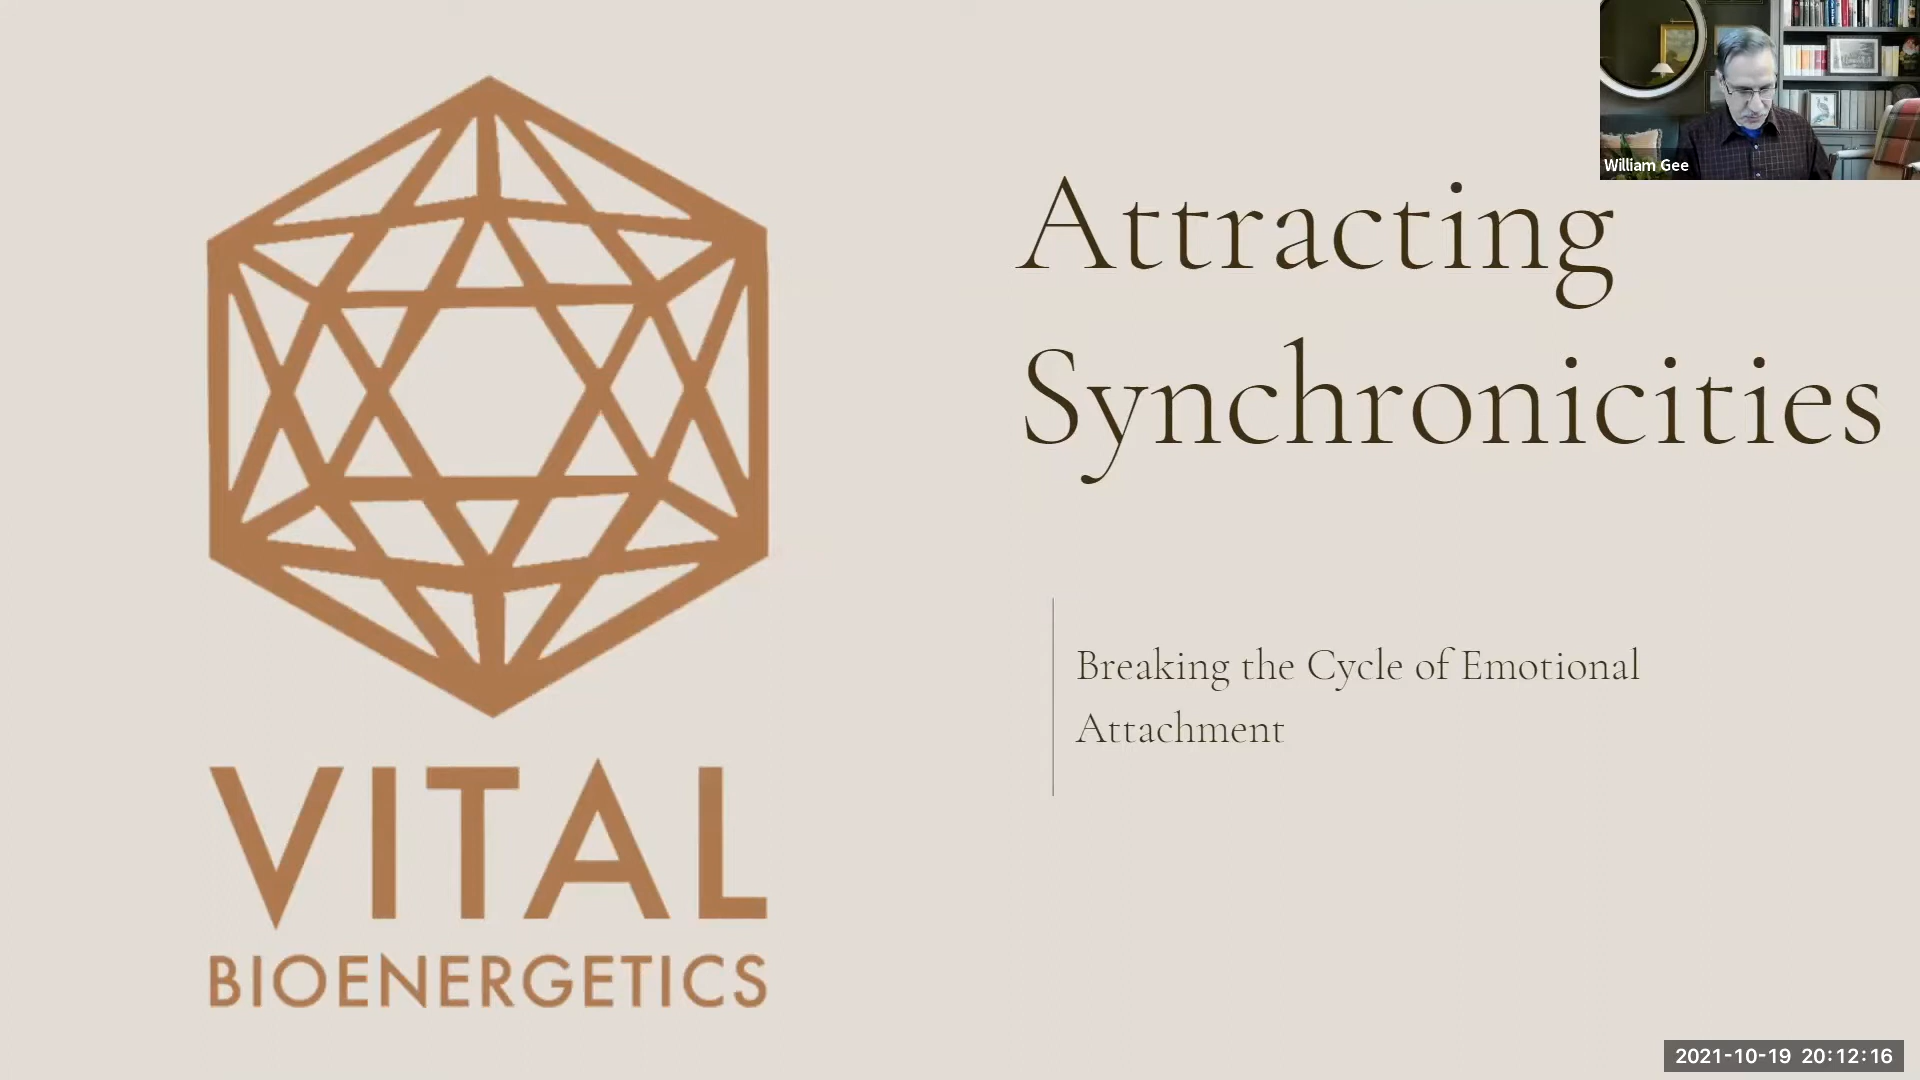 William Gee
Attracting
Synchronicities
Breaking the Cycle of Emotional
Attachment
VITAL
BIOENERGETICS
2021-10-19 20:12:16